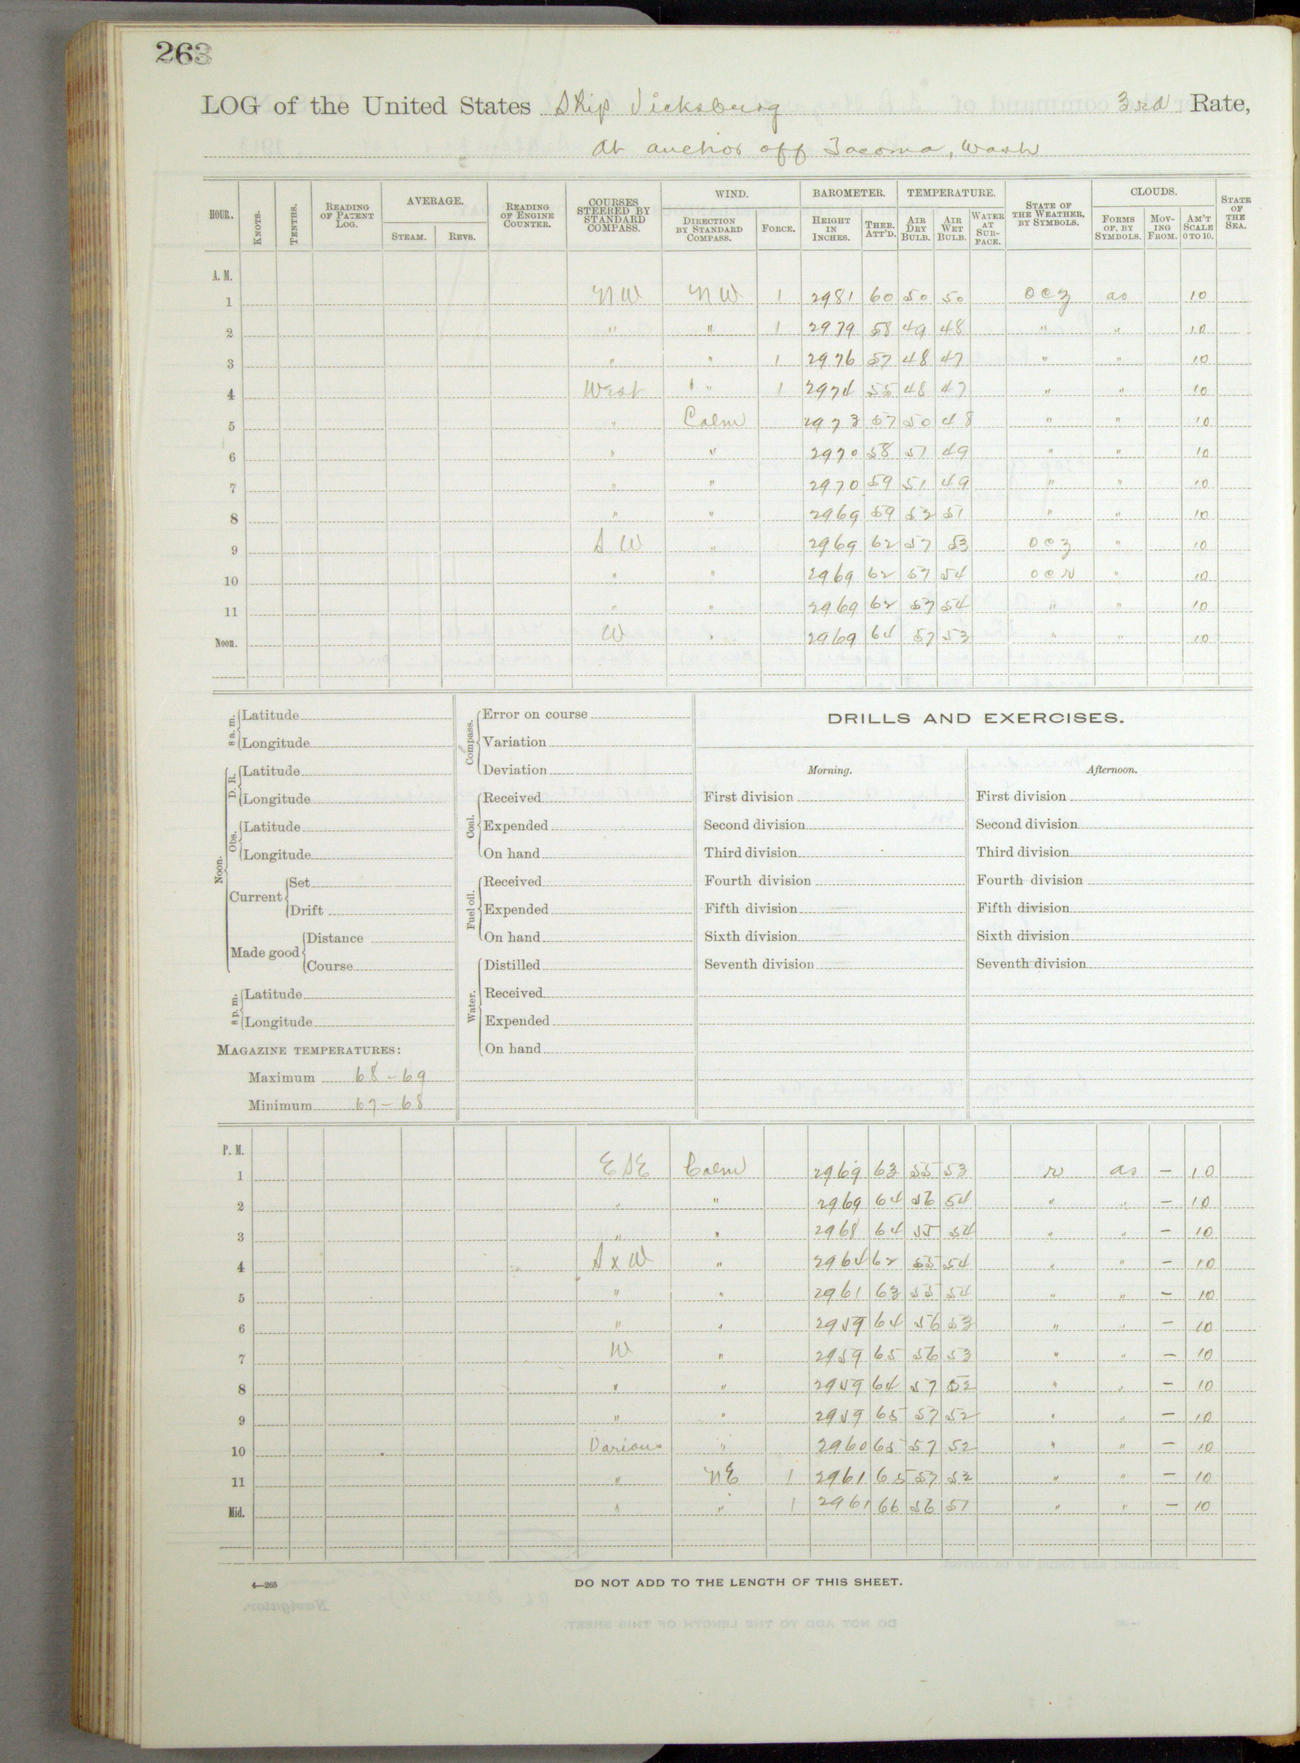 263
LOG of the United States Ship Vicksburg 3rd Rate,
At anchor off Tacoma, Wash
HOUR. KNOTS. TENTHS. READING OF PATENT LOG. AVERAGE. STEAM. REVS. READING OF ENGINE COUNTER. COURSES STEERED BY STANDARD COMPASS. WIND. DIRECTION BY STANDARD COMPASS. FORCE. BAROMETER. HEIGHT IN INCHES. THER. ATT'D. TEMPERATURE. AIR DRY BULB. AIR WET BULB. WATER AT SURFACE. STATE OF THE WEATHER, BY SYMBOLS. CLOUDS. FORMS OF, BY SYMBOLS. MOVING FROM. AM'T SCALE 0 TO 10. STATE OF THE SEA.
A. M.
1 NW NW 1 2981 60 50 50 ocz as 10
2 " " 1 2979 58 49 48 " " 10
3 " " 1 2976 57 48 47 " " 10
4 West " 1 2974 55 48 47 " " 10
5 " Calm 2973 57 50 48 " " 10
6 " " 2970 58 51 49 " " 10
7 " " 2970 59 51 49 " " 10
8 " " 2969 59 52 51 " " 10
9 S W " 2969 62 57 53 ocz " 10
10 " " 2969 62 57 54 ocr " 10
11 " " 2969 62 57 54 " " 10
Noon. W " 2969 64 57 53 " " 10
8 a. m. Latitude
Longitude
Noon. D. R. Latitude
Longitude
Obs. Latitude
Longitude
Current Set
Drift
Made good Distance
Course
8 p. m. Latitude
Longitude
MAGAZINE TEMPERATURES:
Maximum 68-69
Minimum 67-68
Compass. Error on course
Variation
Deviation
Coal. Received
Expended
On hand
Fuel oil. Received
Expended
On hand
Water. Distilled
Received
Expended
On hand
DRILLS AND EXERCISES.
Morning.
First division
Second division
Third division
Fourth division
Fifth division
Sixth division
Seventh division
Afternoon.
First division
Second division
Third division
Fourth division
Fifth division
Sixth division
Seventh division
P. M.
1 ESE Calm 2969 63 55 53 r as — 10
2 " " 2969 64 56 54 " " — 10
3 " " 2968 64 55 54 " " — 10
4 S x W " 2964 62 55 54 " " — 10
5 " " 2961 63 55 54 " " — 10
6 " " 2959 64 56 53 " " — 10
7 W " 2959 65 56 53 " " — 10
8 " " 2959 64 57 52 " " — 10
9 " " 2959 65 57 52 " " — 10
10 Various " 2960 65 57 52 " " — 10
11 " NE 1 2961 65 57 52 " " — 10
Mid. " " 1 2961 66 56 51 " " — 10
4—265
DO NOT ADD TO THE LENGTH OF THIS SHEET.